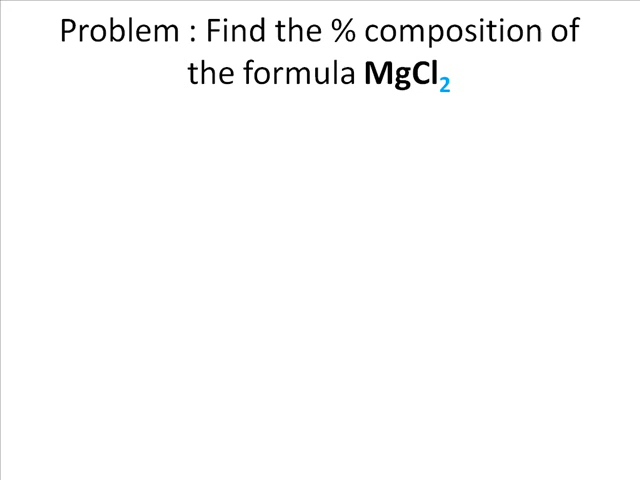 Problem : Find the % composition of
the formula MgCl₂